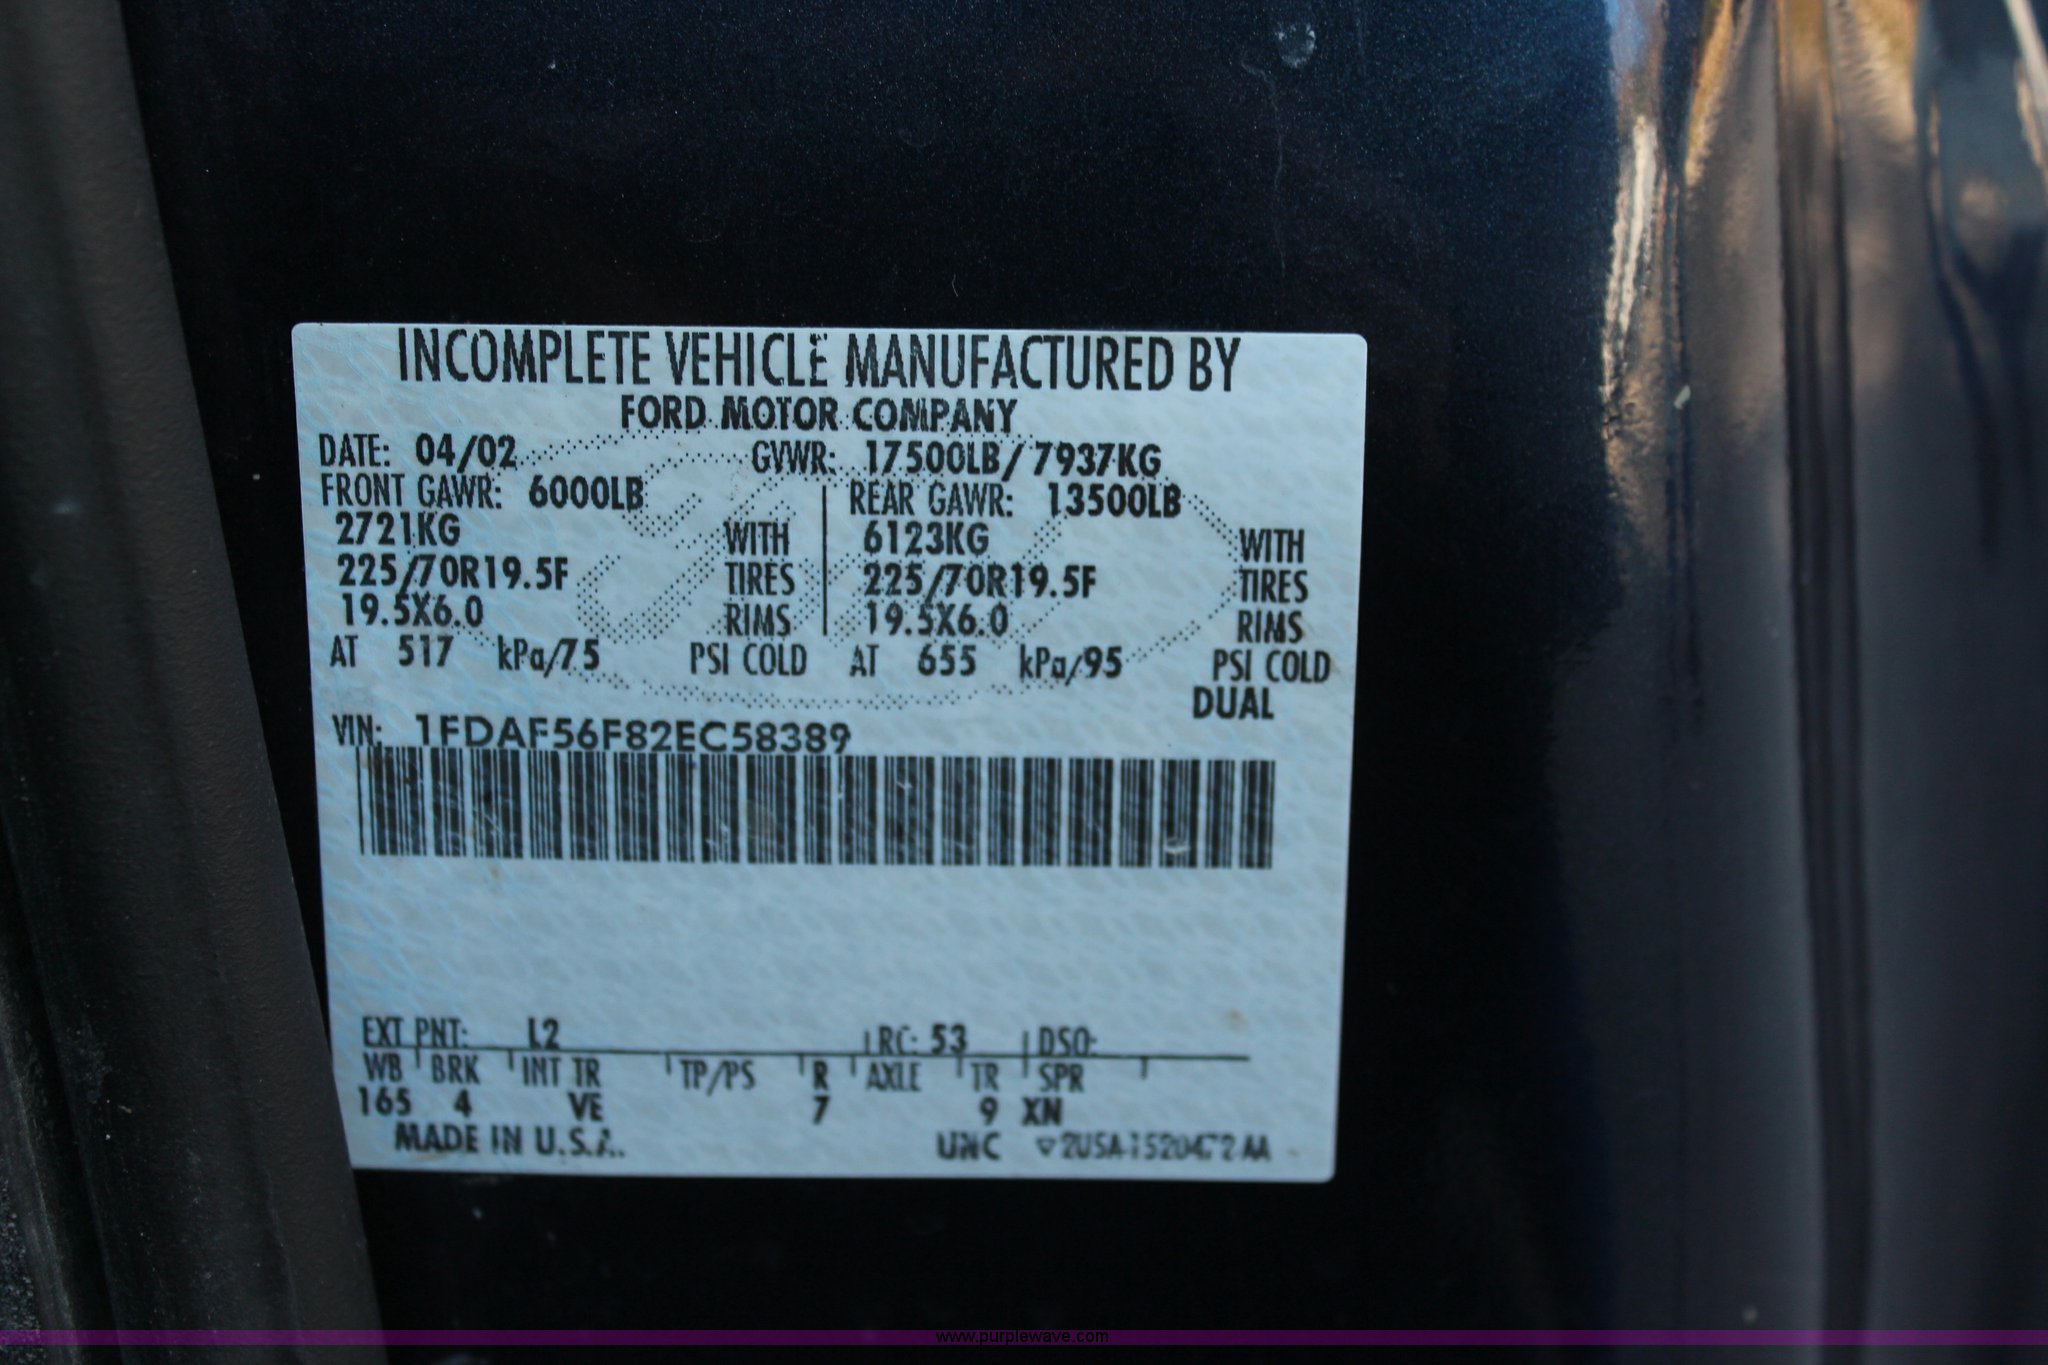 INCOMPLETE VEHICLE MANUFACTURED BY
FORD MOTOR COMPANY
DATE: 04/02 GVWR: 17500LB/7937KG
FRONT GAWR: 6000LB REAR GAWR: 13500LB
2721KG WITH 6123KG WITH
225/70R19.5F TIRES 225/70R19.5F TIRES
19.5X6.0 RIMS 19.5X6.0 RIMS
AT 517 kPa/75 PSI COLD AT 655 kPa/95 PSI COLD
DUAL
VIN: 1FDAF56F82EC58389
EXT PNT: L2 RC: 53 DSO:
WB BRK INT TR TP/PS R AXLE TR SPR
165 4 VE 7 9 XN
MADE IN U.S.A. UNC
www.purplewave.com